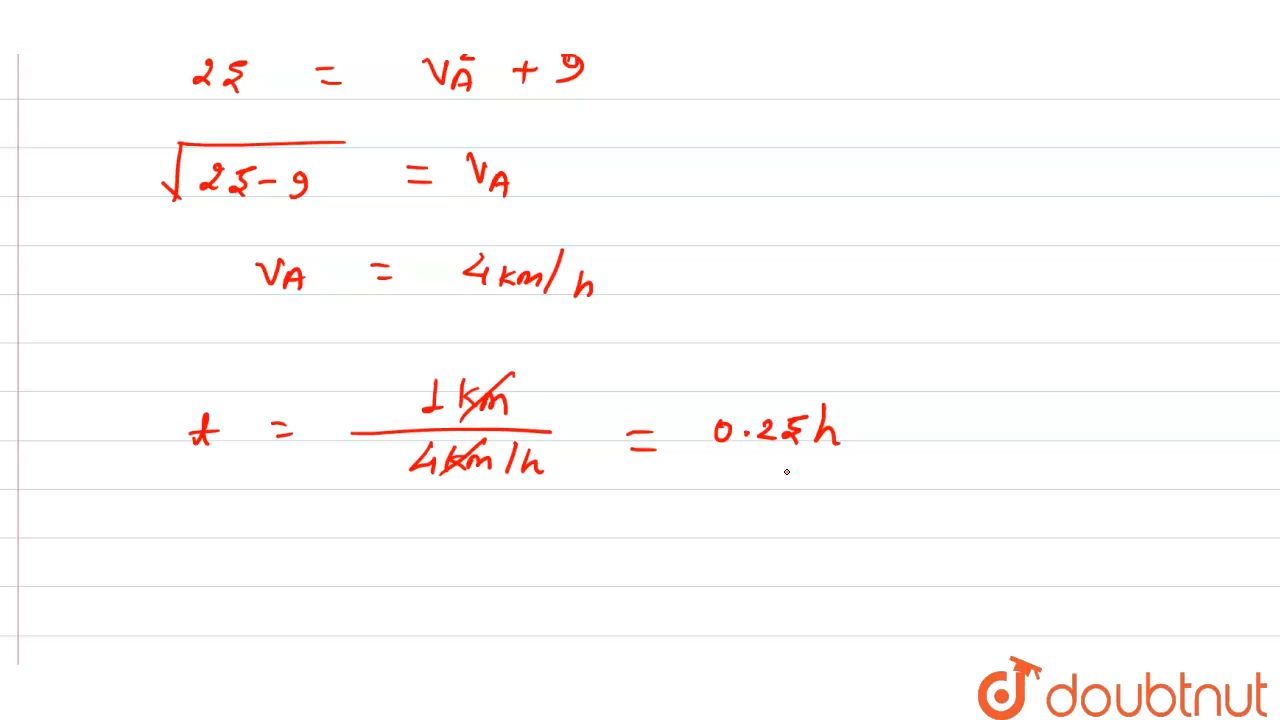 25 = VA² + 9
√25-9 = VA
VA = 4 km/h
t = 1 km / 4 km/h = 0.25 h
doubtnut